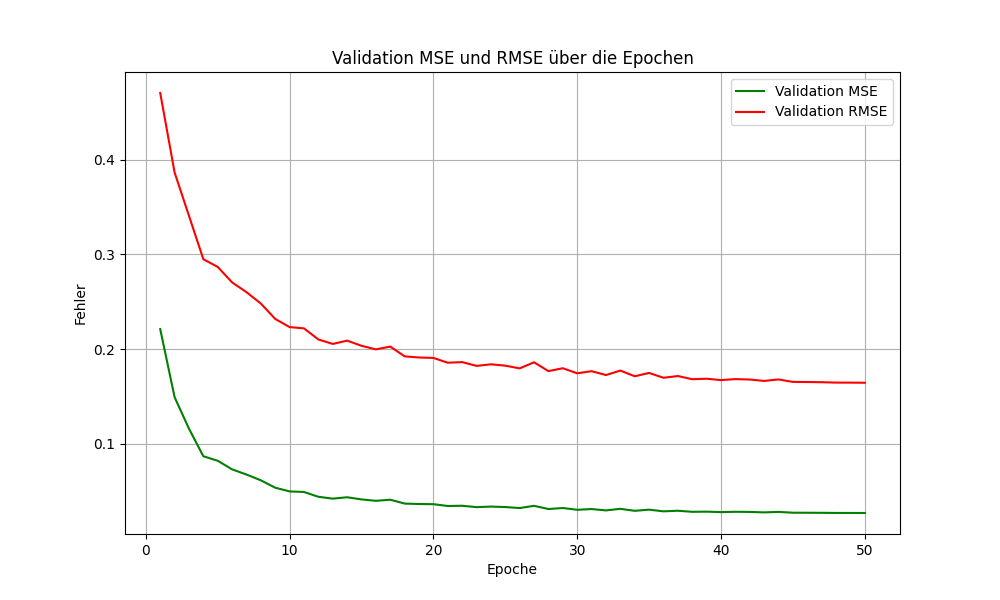 Validation MSE und RMSE über die Epochen
Validation MSE
Validation RMSE
Fehler
0.4
0.3
0.2
0.1
0 10 20 30 40 50
Epoche